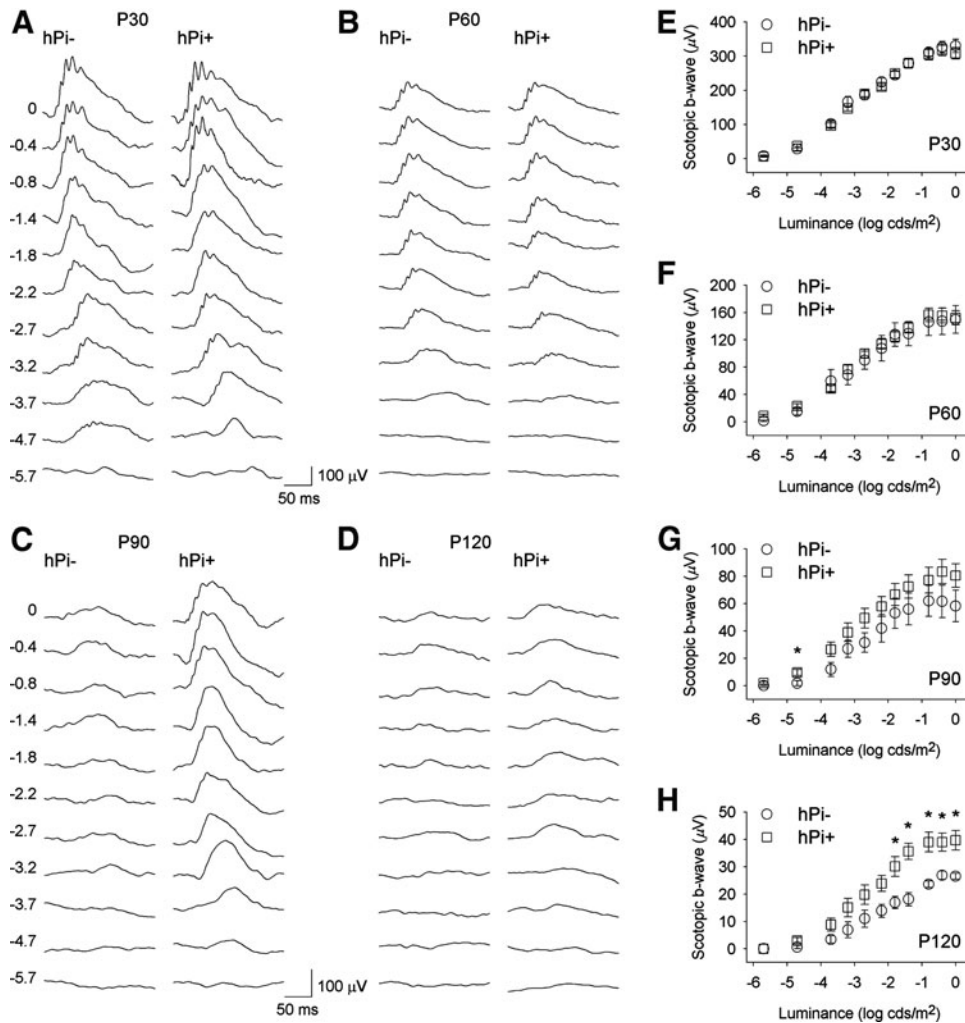 A P30
hPi- hPi+
0
-0.4
-0.8
-1.4
-1.8
-2.2
-2.7
-3.2
-3.7
-4.7
-5.7
100 μV
50 ms
B P60
hPi- hPi+
C P90
hPi- hPi+
0
-0.4
-0.8
-1.4
-1.8
-2.2
-2.7
-3.2
-3.7
-4.7
-5.7
100 μV
50 ms
D P120
hPi- hPi+
E
hPi-
hPi+
Scotopic b-wave (μV)
400
300
200
100
0
P30
-6 -5 -4 -3 -2 -1 0
Luminance (log cds/m2)
F
hPi-
hPi+
Scotopic b-wave (μV)
200
160
120
80
40
0
P60
-6 -5 -4 -3 -2 -1 0
Luminance (log cds/m2)
G
hPi-
hPi+
Scotopic b-wave (μV)
100
80
60
40
20
0
*
P90
-6 -5 -4 -3 -2 -1 0
Luminance (log cds/m2)
H
hPi-
hPi+
Scotopic b-wave (μV)
50
40
30
20
10
0
* * * * *
P120
-6 -5 -4 -3 -2 -1 0
Luminance (log cds/m2)